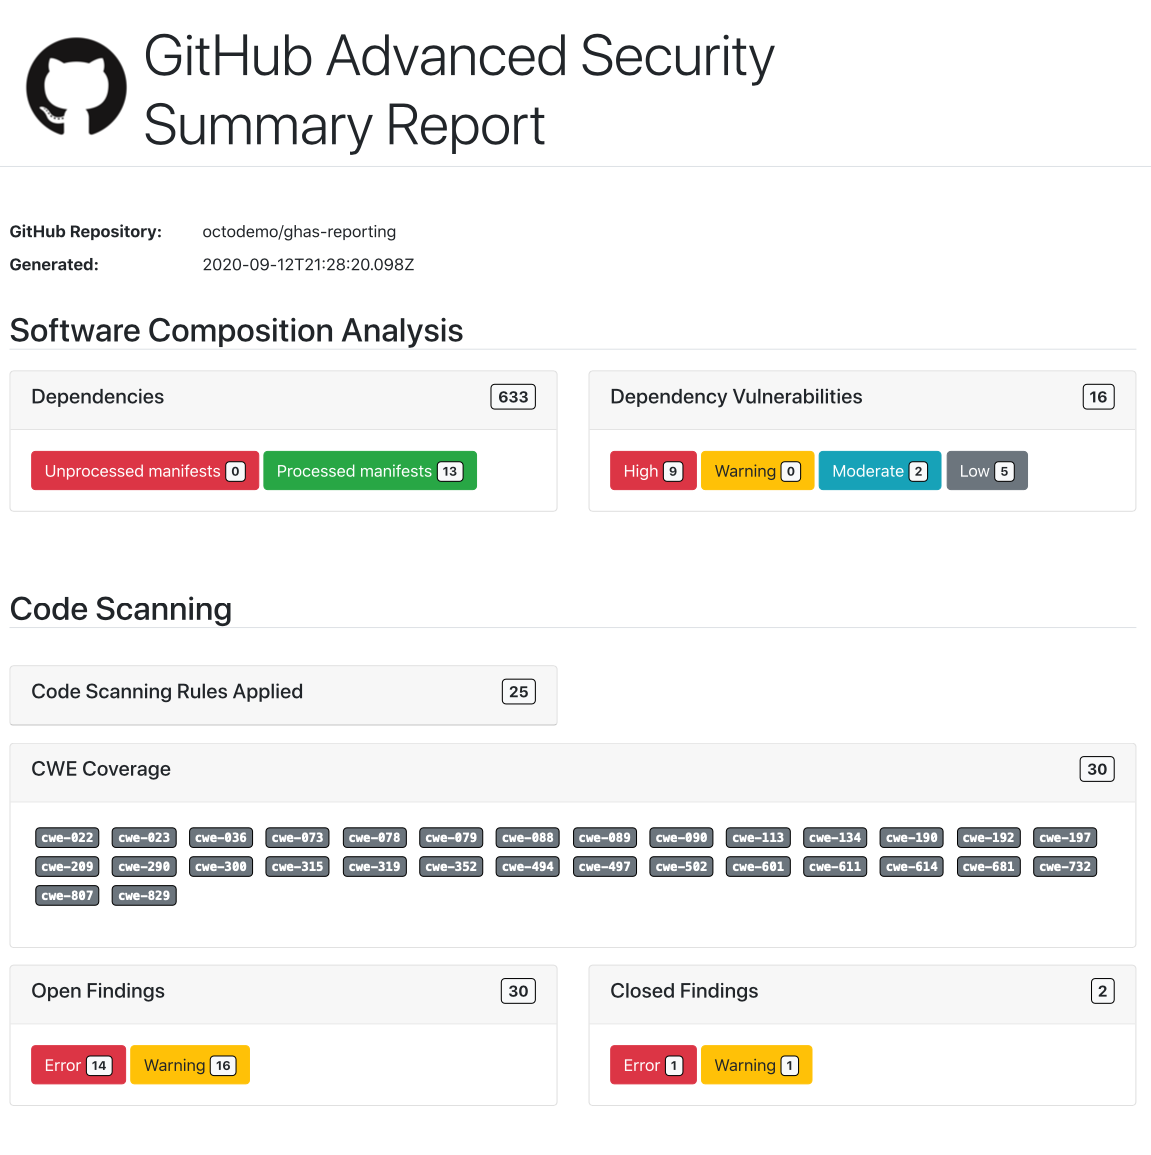 GitHub Advanced Security
Summary Report
GitHub Repository: octodemo/ghas-reporting
Generated: 2020-09-12T21:28:20.098Z
Software Composition Analysis
Dependencies 633
Unprocessed manifests 0 Processed manifests 13
Dependency Vulnerabilities 16
High 9 Warning 0 Moderate 2 Low 5
Code Scanning
Code Scanning Rules Applied 25
CWE Coverage 30
cwe-022 cwe-023 cwe-036 cwe-073 cwe-078 cwe-079 cwe-088 cwe-089 cwe-090 cwe-113 cwe-134 cwe-190 cwe-192 cwe-197
cwe-209 cwe-290 cwe-300 cwe-315 cwe-319 cwe-352 cwe-494 cwe-497 cwe-502 cwe-601 cwe-611 cwe-614 cwe-681 cwe-732
cwe-807 cwe-829
Open Findings 30
Error 14 Warning 16
Closed Findings 2
Error 1 Warning 1